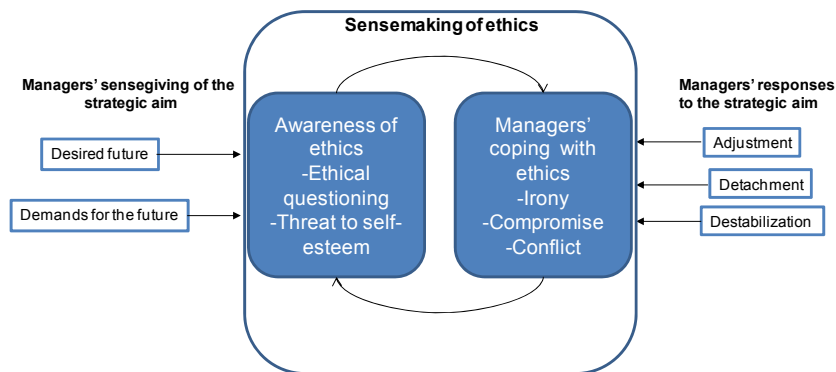 Sensemaking of ethics
Managers' sensegiving of the
strategic aim
Desired future
Demands for the future
Awareness of
ethics
-Ethical
questioning
-Threat to self-
esteem
Managers'
coping with
ethics
-Irony
-Compromise
-Conflict
Managers' responses
to the strategic aim
Adjustment
Detachment
Destabilization